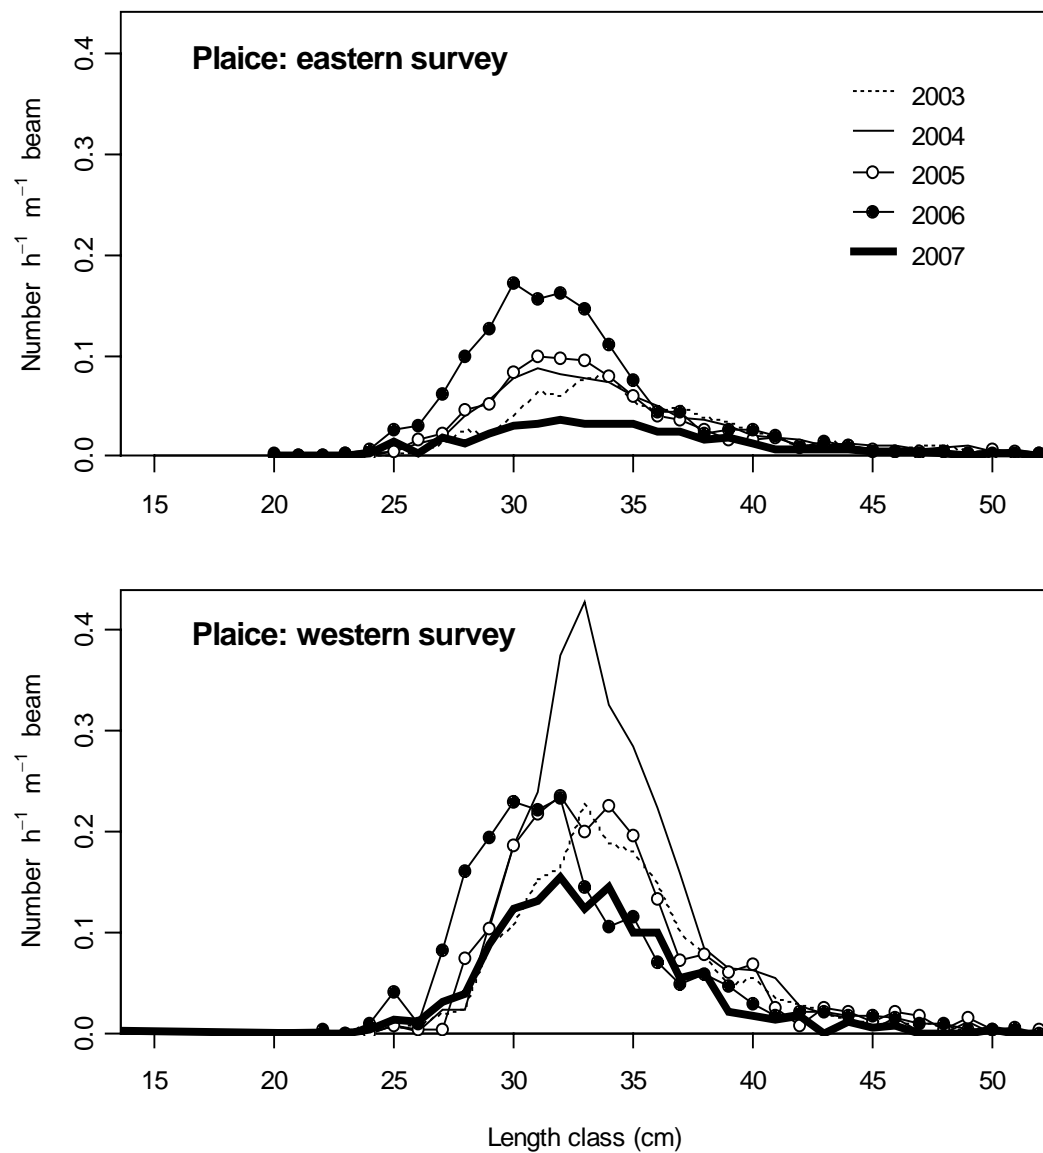 Plaice: eastern survey
2003
2004
2005
2006
2007
Number h⁻¹ m⁻¹ beam
0.0 0.1 0.2 0.3 0.4
15 20 25 30 35 40 45 50
Plaice: western survey
Number h⁻¹ m⁻¹ beam
0.0 0.1 0.2 0.3 0.4
15 20 25 30 35 40 45 50
Length class (cm)